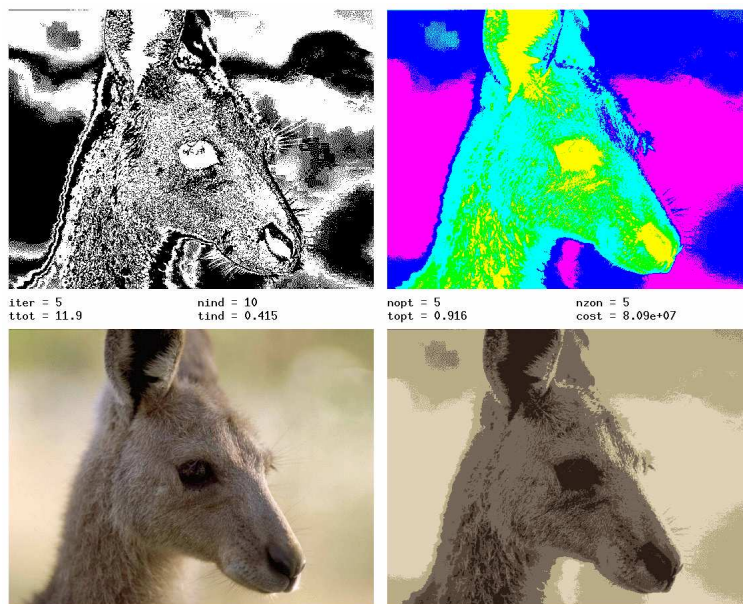 iter = 5 nind = 10 nopt = 5 nzon = 5
ttot = 11.9 tind = 0.415 topt = 0.916 cost = 8.09e+07